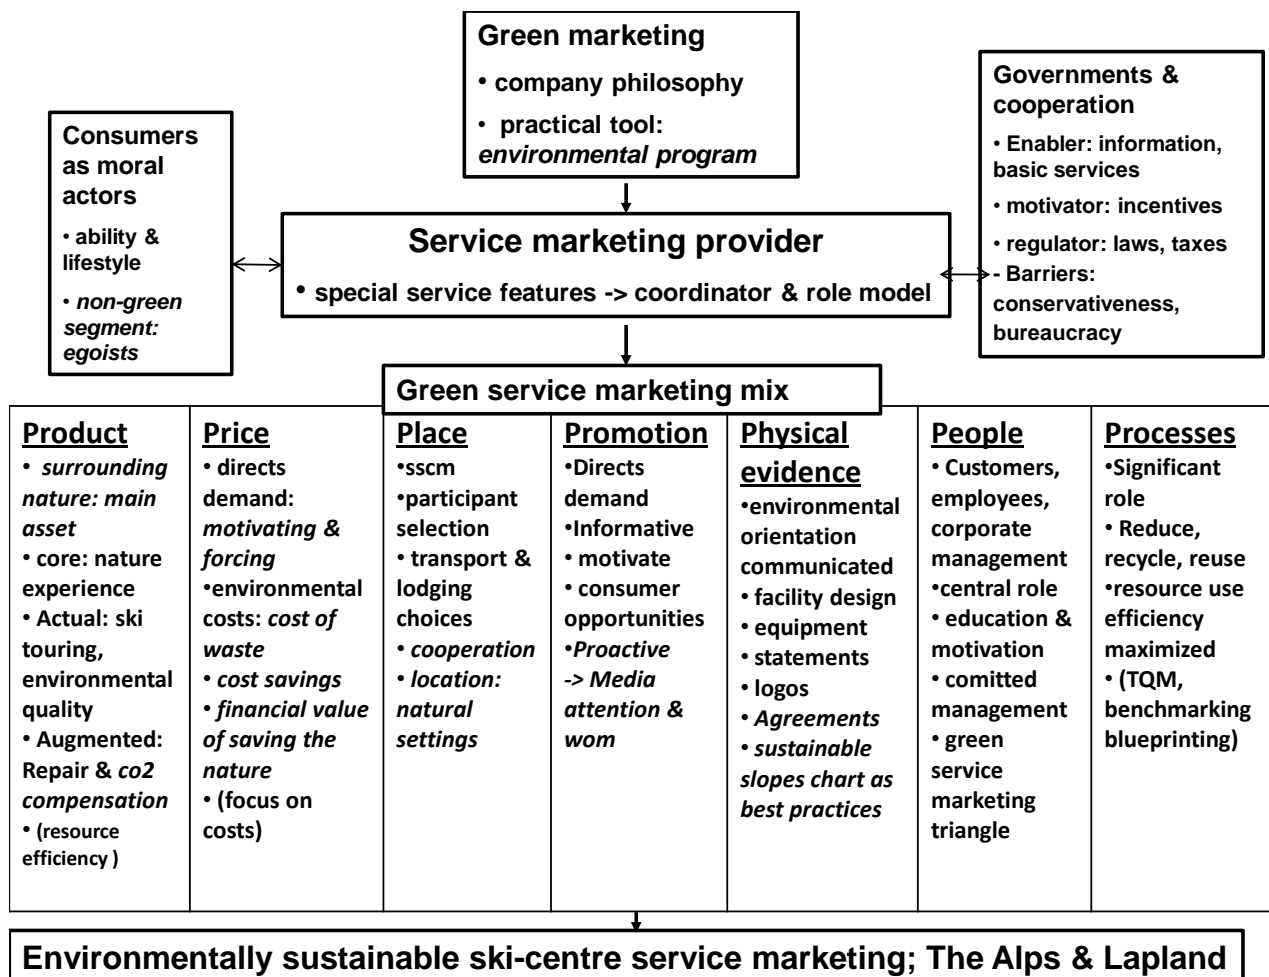 Green marketing
• company philosophy
• practical tool:
environmental program
Consumers
as moral
actors
• ability &
lifestyle
• non-green
segment:
egoists
Governments &
cooperation
• Enabler: information,
basic services
• motivator: incentives
• regulator: laws, taxes
- Barriers:
conservativeness,
bureaucracy
Service marketing provider
• special service features -> coordinator & role model
Green service marketing mix
Product
• surrounding
nature: main
asset
• core: nature
experience
• Actual: ski
touring,
environmental
quality
• Augmented:
Repair & co2
compensation
• (resource
efficiency )
Price
• directs
demand:
motivating &
forcing
•environmental
costs: cost of
waste
• cost savings
• financial value
of saving the
nature
• (focus on
costs)
Place
•sscm
•participant
selection
• transport &
lodging
choices
• cooperation
• location:
natural
settings
Promotion
•Directs
demand
•Informative
• motivate
• consumer
opportunities
•Proactive
-> Media
attention &
wom
Physical
evidence
•environmental
orientation
communicated
• facility design
• equipment
• statements
• logos
• Agreements
• sustainable
slopes chart as
best practices
People
• Customers,
employees,
corporate
management
•central role
• education &
motivation
• comitted
management
• green
service
marketing
triangle
Processes
•Significant
role
• Reduce,
recycle, reuse
•resource use
efficiency
maximized
• (TQM,
benchmarking
blueprinting)
Environmentally sustainable ski-centre service marketing; The Alps & Lapland